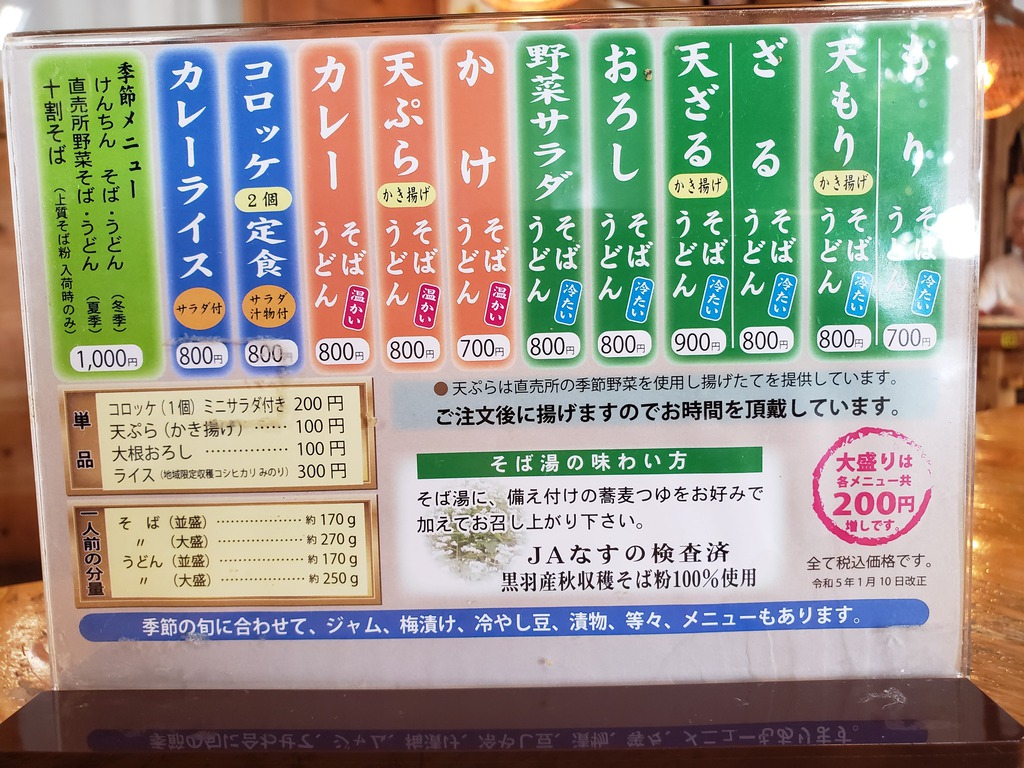 もり そば うどん 冷たい 700円
天もり かき揚げ そば うどん 冷たい 800円
ざる そば うどん 冷たい 800円
天ざる かき揚げ そば うどん 冷たい 900円
おろし そば うどん 冷たい 800円
野菜サラダ そば うどん 冷たい 800円
かけ そば うどん 温かい 700円
天ぷら かき揚げ そば うどん 温かい 800円
カレー そば うどん 温かい 800円
コロッケ 2個 定食 サラダ 汁物付 800円
カレーライス サラダ付 800円
季節メニュー
けんちん そば・うどん (冬季)
直売所野菜そば・うどん (夏季)
十割そば (上質そば粉 入荷時のみ)
1,000円
単品
コロッケ(1個) ミニサラダ付き 200円
天ぷら(かき揚げ) …… 100円
大根おろし …………… 100円
ライス(地域限定収穫コシヒカリ みのり) 300円
一人前の分量
そ ば (並盛) ……………… 約170g
〃 (大盛) ……………… 約270g
うどん (並盛) ……………… 約170g
〃 (大盛) ……………… 約250g
●天ぷらは直売所の季節野菜を使用し揚げたてを提供しています。
ご注文後に揚げますのでお時間を頂戴しています。
そば湯の味わい方
そば湯に、備え付けの蕎麦つゆをお好みで
加えてお召し上がり下さい。
JAなすの検査済
黒羽産秋収穫そば粉100%使用
大盛りは
各メニュー共
200円
増しです。
全て税込価格です。
令和5年1月10日改正
季節の旬に合わせて、ジャム、梅漬け、冷やし豆、漬物、等々、メニューもあります。